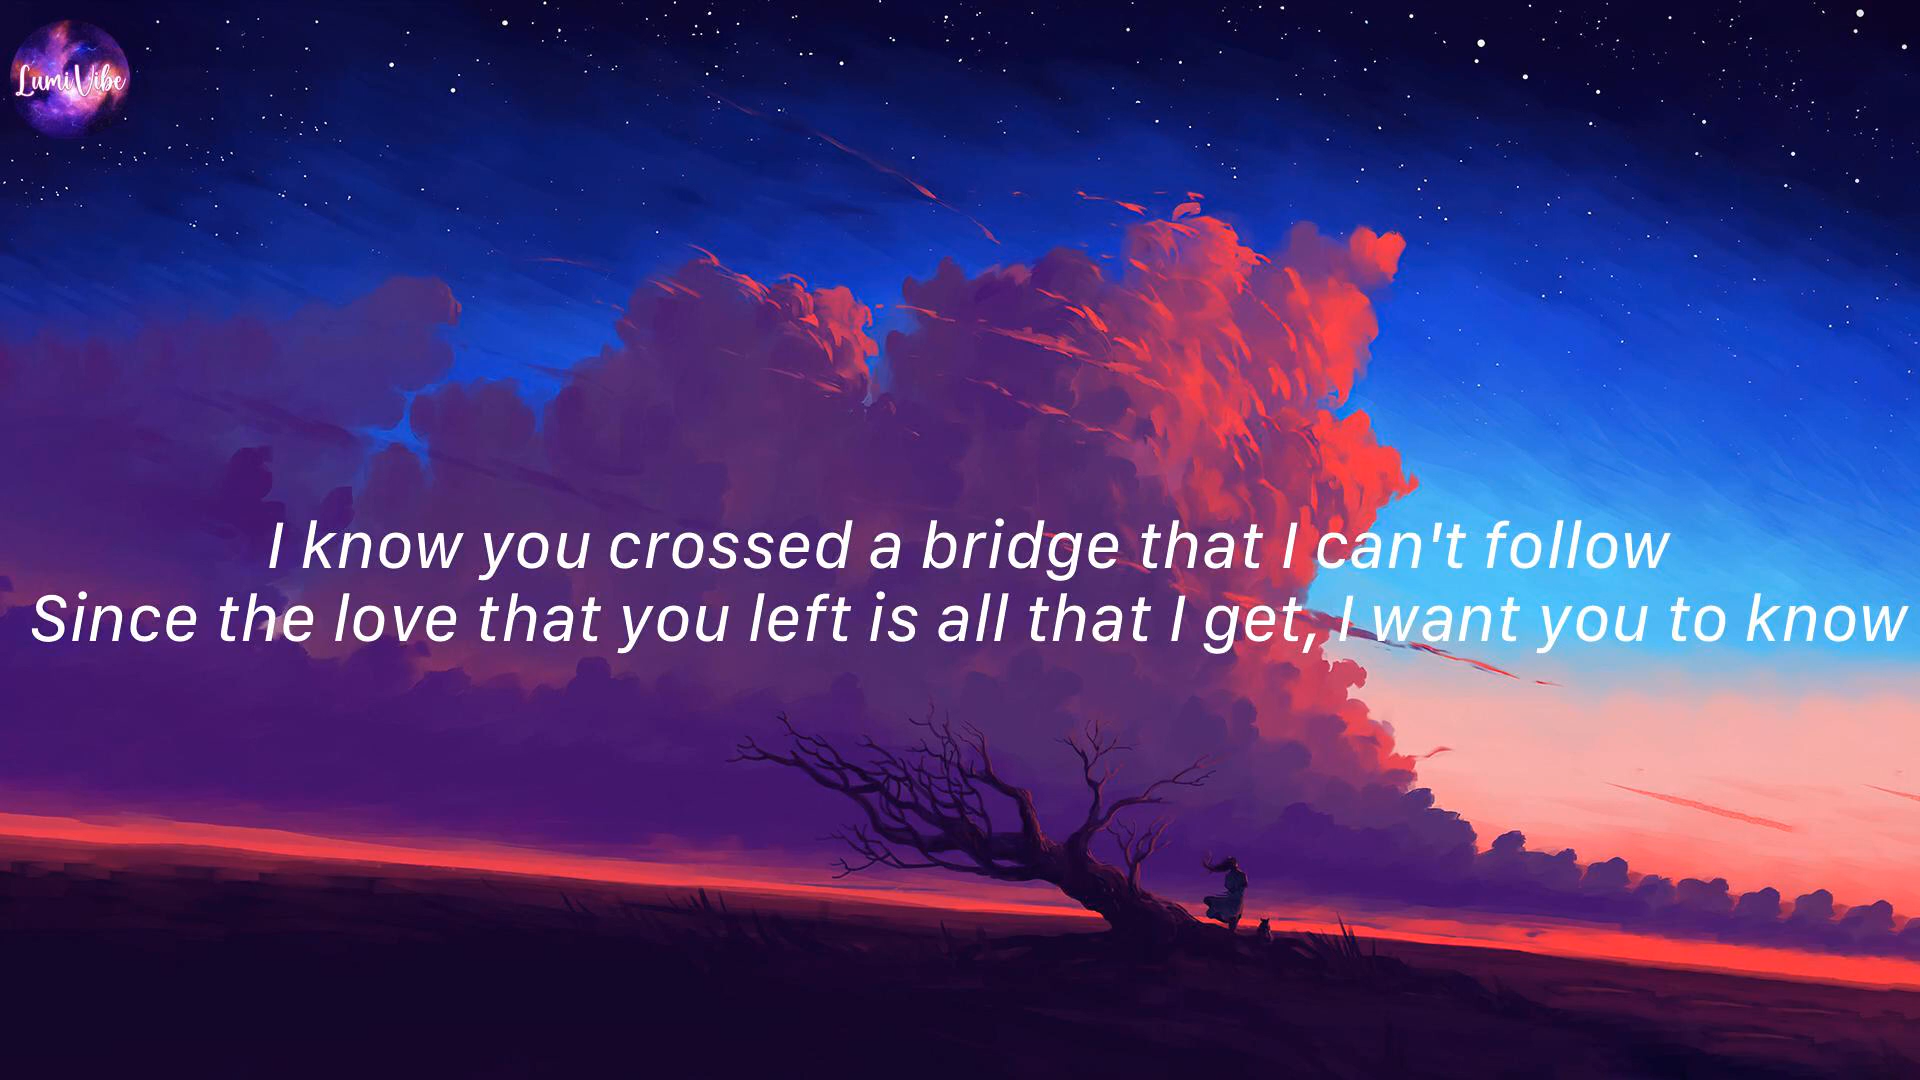 LumiVibe
I know you crossed a bridge that I can't follow
Since the love that you left is all that I get, I want you to know